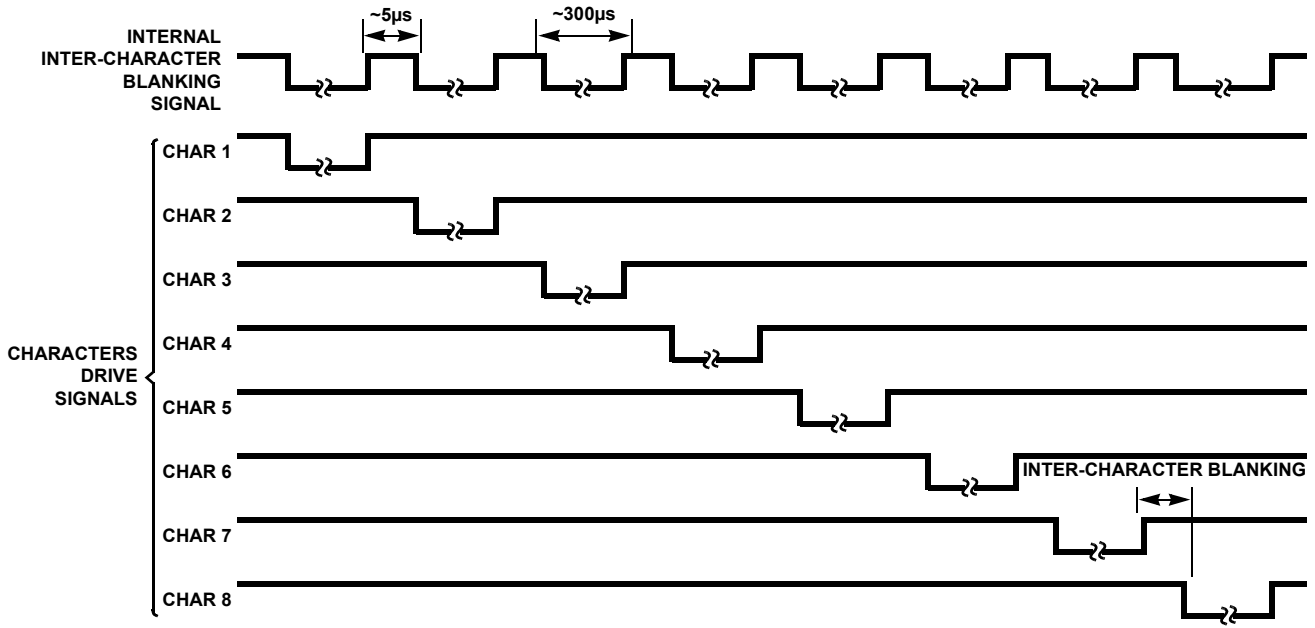 ~5µs
~300µs
INTERNAL
INTER-CHARACTER
BLANKING
SIGNAL
CHAR 1
CHAR 2
CHAR 3
CHAR 4
CHARACTERS
DRIVE
SIGNALS
CHAR 5
CHAR 6
INTER-CHARACTER BLANKING
CHAR 7
CHAR 8